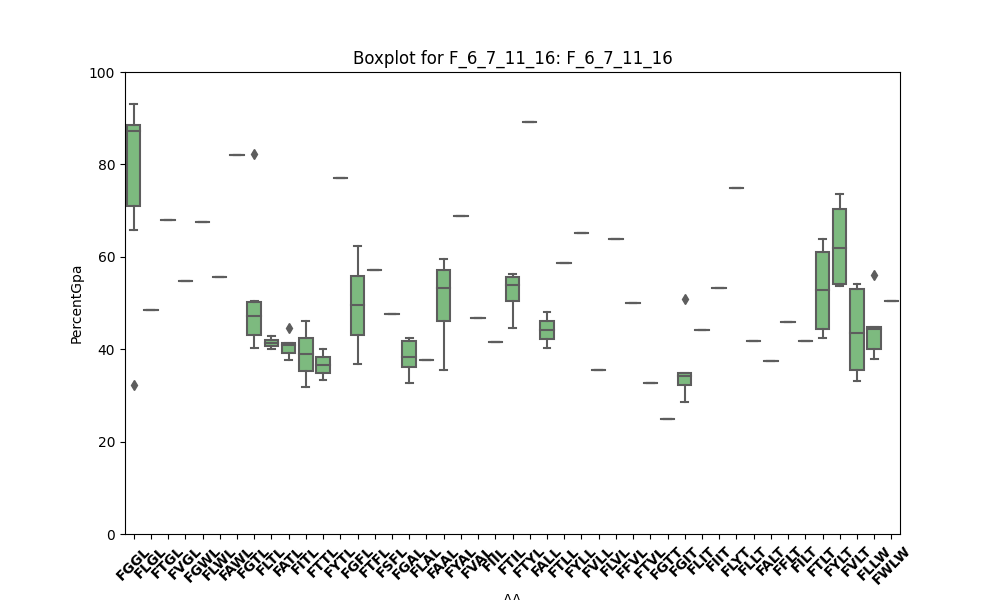 Boxplot for F_6_7_11_16: F_6_7_11_16
PercentGpa
100
80
60
40
20
0
FGGL
FLGL
FTGL
FVGL
FGWL
FLWL
FAWL
FGTL
FLTL
FATL
FITL
FTTL
FYTL
FGFL
FTFL
FSFL
FGAL
FLAL
FAAL
FYAL
FVAL
FIIL
FTIL
FTYL
FALL
FTLL
FYLL
FVLL
FLVL
FFVL
FTVL
FGTT
FGIT
FLIT
FIIT
FLYT
FLLT
FALT
FFLT
FILT
FTLT
FYLT
FVLT
FLLW
FWLW
AA